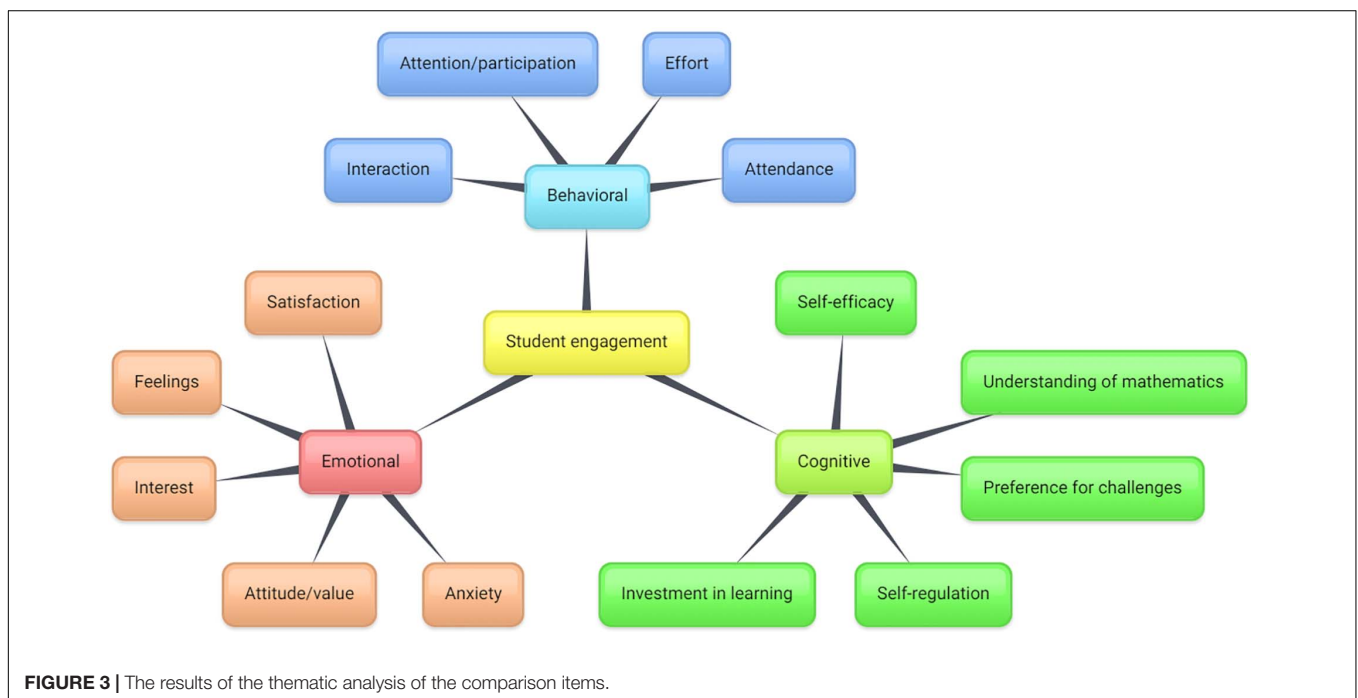 Attention/participation
Effort
Interaction
Attendance
Behavioral
Satisfaction
Self-efficacy
Student engagement
Feelings
Understanding of mathematics
Emotional
Cognitive
Interest
Preference for challenges
Attitude/value
Anxiety
Investment in learning
Self-regulation
FIGURE 3 | The results of the thematic analysis of the comparison items.